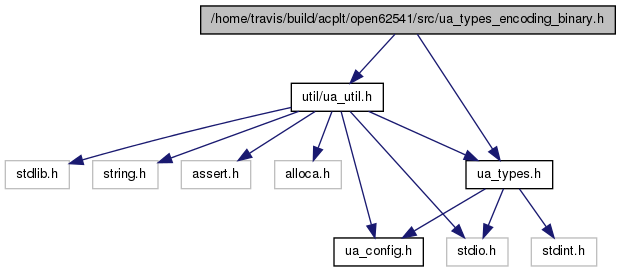 /home/travis/build/acplt/open62541/src/ua_types_encoding_binary.h
util/ua_util.h
stdlib.h
string.h
assert.h
alloca.h
ua_types.h
ua_config.h
stdio.h
stdint.h